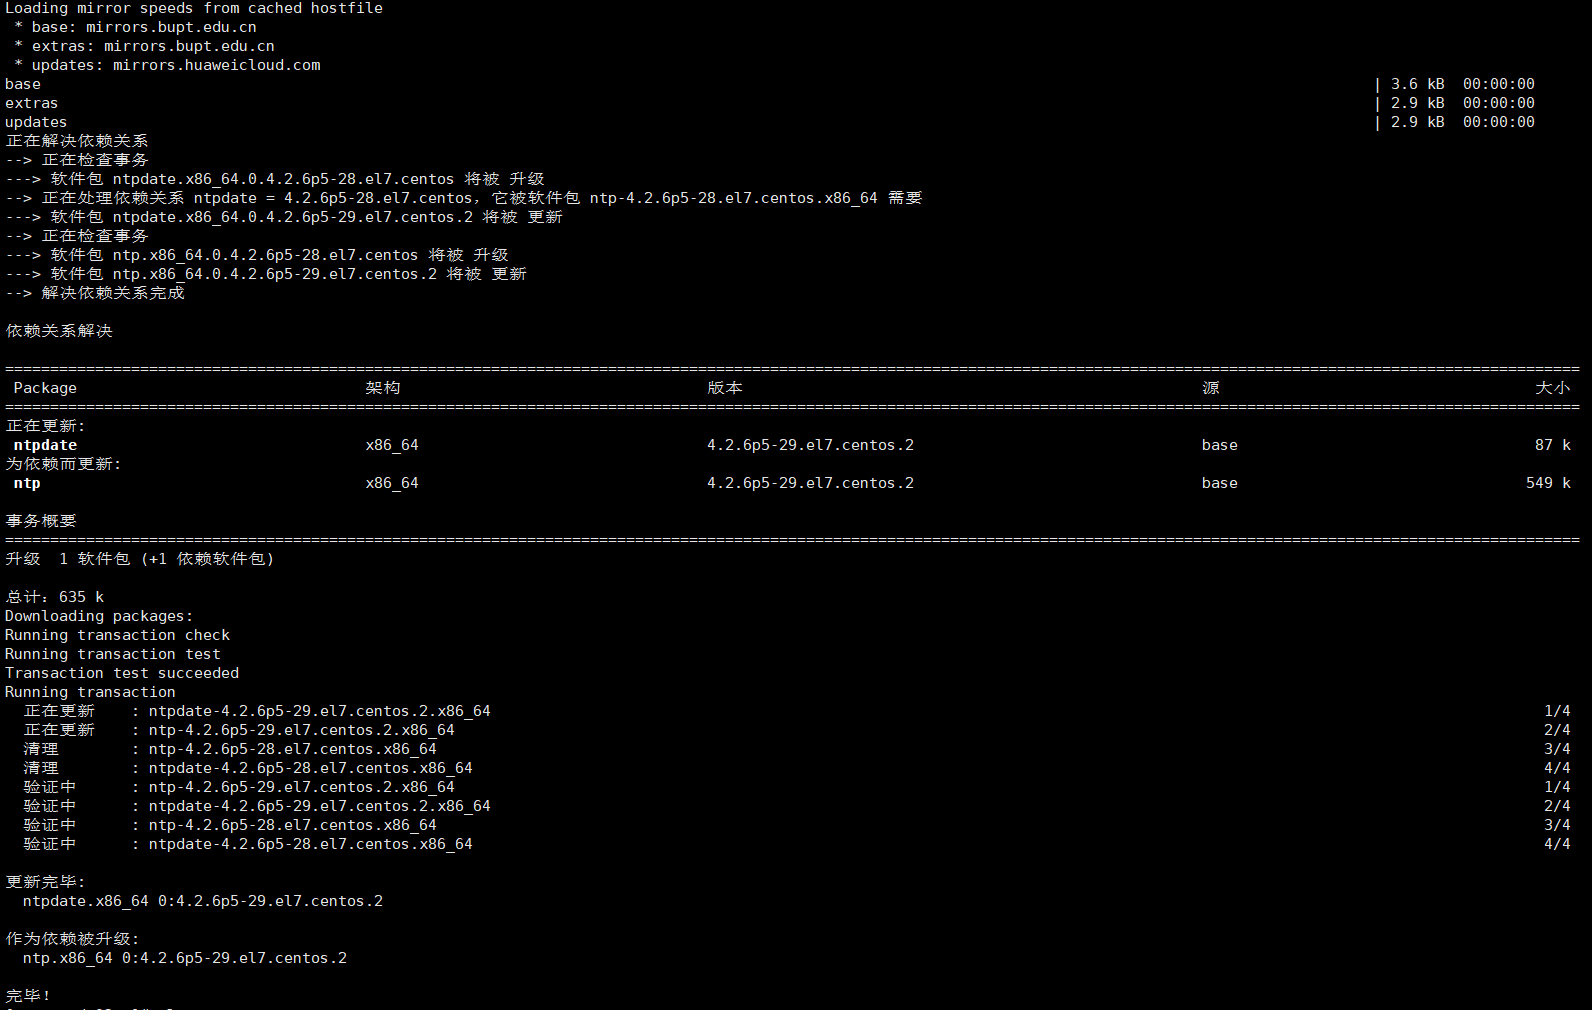 Loading mirror speeds from cached hostfile
* base: mirrors.bupt.edu.cn
* extras: mirrors.bupt.edu.cn
* updates: mirrors.huaweicloud.com
base | 3.6 kB 00:00:00
extras | 2.9 kB 00:00:00
updates | 2.9 kB 00:00:00
正在解决依赖关系
--> 正在检查事务
---> 软件包 ntpdate.x86_64.0.4.2.6p5-28.el7.centos 将被 升级
--> 正在处理依赖关系 ntpdate = 4.2.6p5-28.el7.centos，它被软件包 ntp-4.2.6p5-28.el7.centos.x86_64 需要
---> 软件包 ntpdate.x86_64.0.4.2.6p5-29.el7.centos.2 将被 更新
--> 正在检查事务
---> 软件包 ntp.x86_64.0.4.2.6p5-28.el7.centos 将被 升级
---> 软件包 ntp.x86_64.0.4.2.6p5-29.el7.centos.2 将被 更新
--> 解决依赖关系完成
依赖关系解决
================================================================================
Package 架构 版本 源 大小
================================================================================
正在更新:
ntpdate x86_64 4.2.6p5-29.el7.centos.2 base 87 k
为依赖而更新:
ntp x86_64 4.2.6p5-29.el7.centos.2 base 549 k
事务概要
================================================================================
升级 1 软件包 (+1 依赖软件包)
总计：635 k
Downloading packages:
Running transaction check
Running transaction test
Transaction test succeeded
Running transaction
正在更新 : ntpdate-4.2.6p5-29.el7.centos.2.x86_64 1/4
正在更新 : ntp-4.2.6p5-29.el7.centos.2.x86_64 2/4
清理 : ntp-4.2.6p5-28.el7.centos.x86_64 3/4
清理 : ntpdate-4.2.6p5-28.el7.centos.x86_64 4/4
验证中 : ntp-4.2.6p5-29.el7.centos.2.x86_64 1/4
验证中 : ntpdate-4.2.6p5-29.el7.centos.2.x86_64 2/4
验证中 : ntp-4.2.6p5-28.el7.centos.x86_64 3/4
验证中 : ntpdate-4.2.6p5-28.el7.centos.x86_64 4/4
更新完毕:
ntpdate.x86_64 0:4.2.6p5-29.el7.centos.2
作为依赖被升级:
ntp.x86_64 0:4.2.6p5-29.el7.centos.2
完毕！